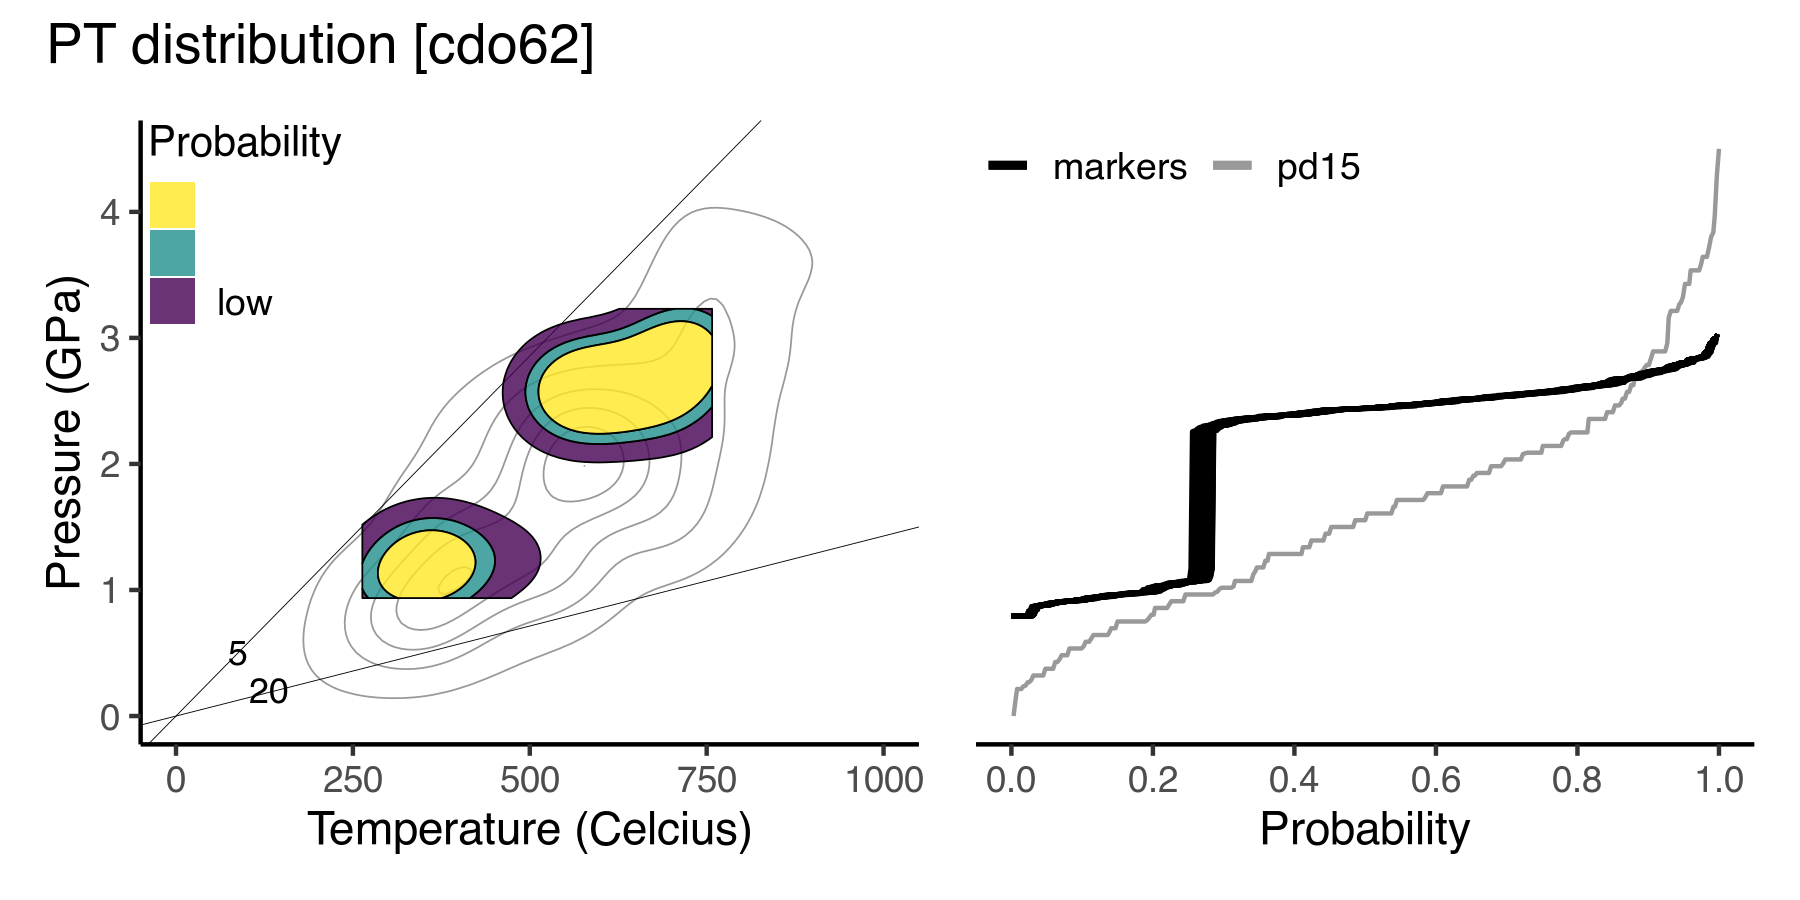 PT distribution [cdo62]
Probability
low
Pressure (GPa)
4
3
2
1
0
5
20
0 250 500 750 1000
Temperature (Celcius)
markers pd15
0.0 0.2 0.4 0.6 0.8 1.0
Probability